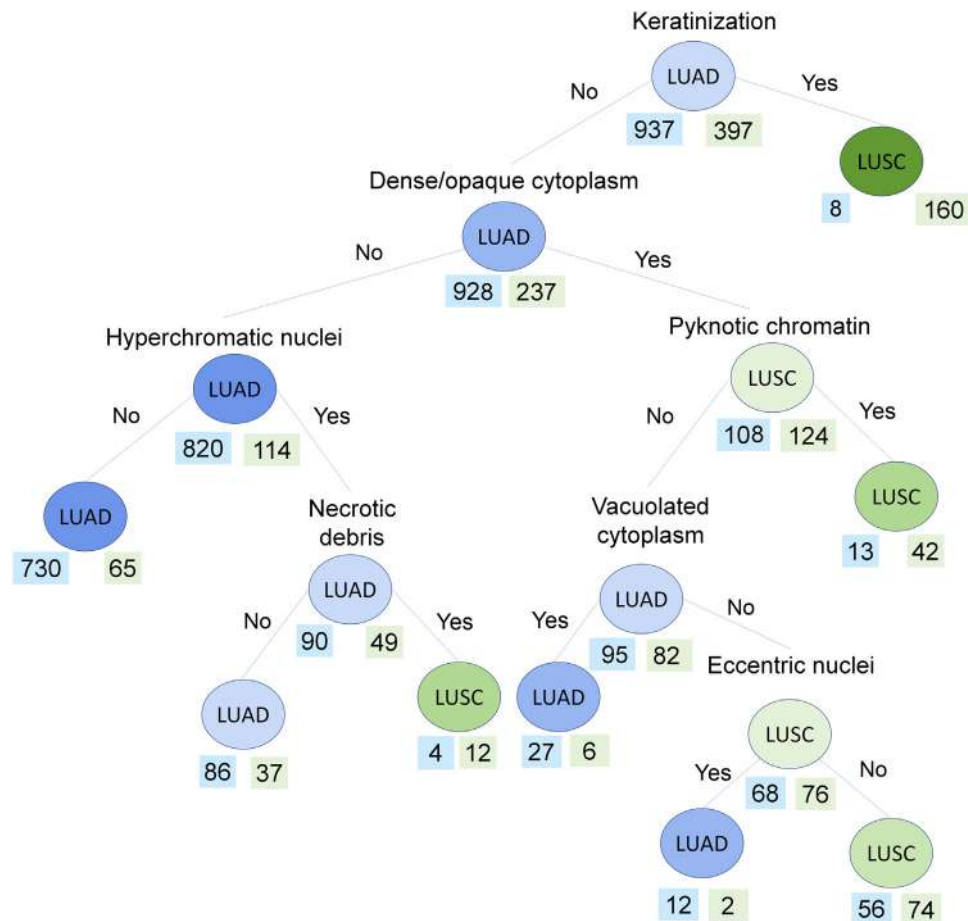 Keratinization
LUAD
No
Yes
937
397
LUSC
Dense/opaque cytoplasm
8
160
LUAD
No
Yes
928
237
Hyperchromatic nuclei
Pyknotic chromatin
LUAD
LUSC
No
Yes
No
Yes
820
114
108
124
LUAD
Necrotic
debris
Vacuolated
cytoplasm
LUSC
730
65
13
42
LUAD
LUAD
No
Yes
Yes
No
90
49
95
82
Eccentric nuclei
LUAD
LUSC
LUAD
LUSC
86
37
4
12
27
6
Yes
No
68
76
LUAD
LUSC
12
2
56
74